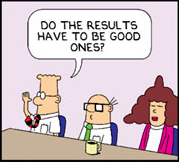 DO THE RESULTS
HAVE TO BE GOOD
ONES?